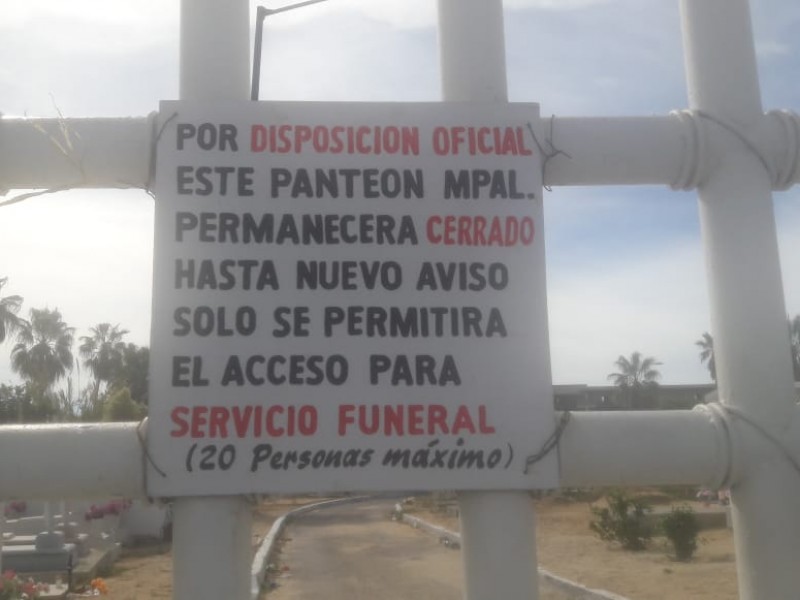 POR DISPOSICION OFICIAL
ESTE PANTEON MPAL.
PERMANECERA CERRADO
HASTA NUEVO AVISO
SOLO SE PERMITIRA
EL ACCESO PARA
SERVICIO FUNERAL
(20 Personas máximo)